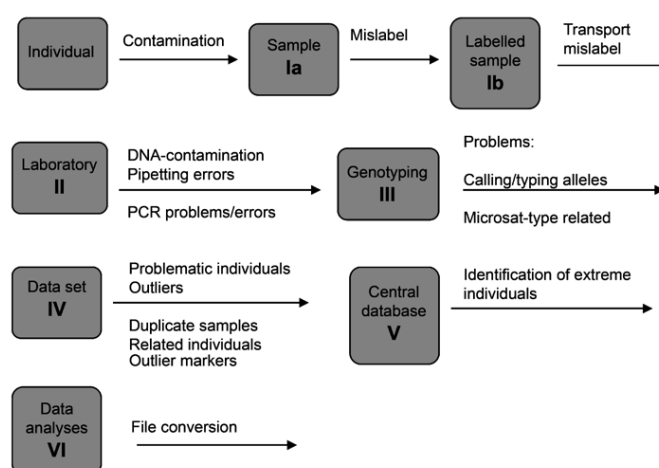 Individual
Contamination
Sample
Ia
Mislabel
Labelled
sample
Ib
Transport
mislabel
Laboratory
II
DNA-contamination
Pipetting errors
PCR problems/errors
Genotyping
III
Problems:
Calling/typing alleles
Microsat-type related
Data set
IV
Problematic individuals
Outliers
Duplicate samples
Related individuals
Outlier markers
Central
database
V
Identification of extreme
individuals
Data
analyses
VI
File conversion